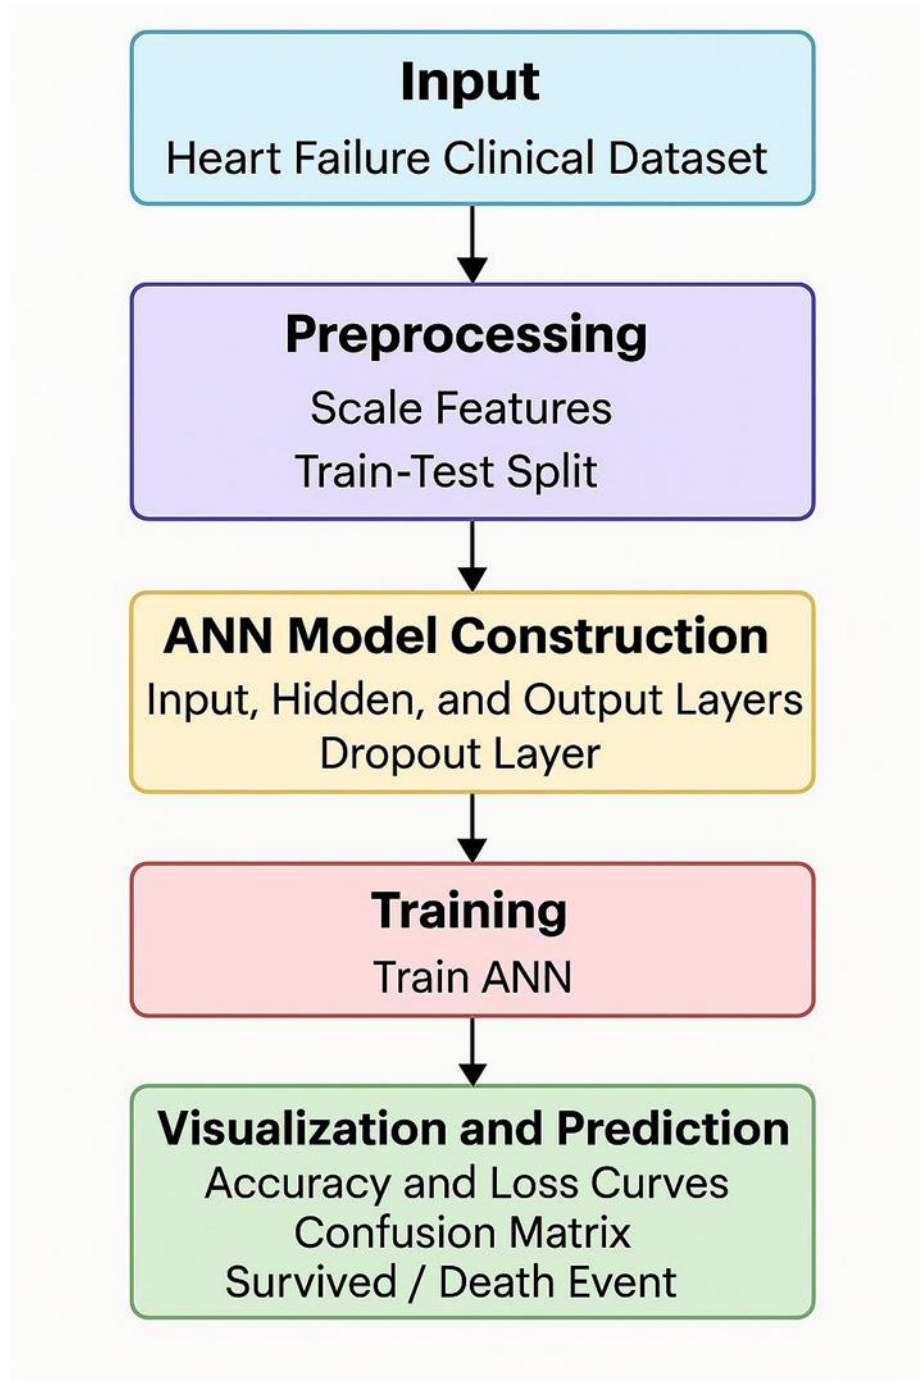 Input
Heart Failure Clinical Dataset
Preprocessing
Scale Features
Train-Test Split
ANN Model Construction
Input, Hidden, and Output Layers
Dropout Layer
Training
Train ANN
Visualization and Prediction
Accuracy and Loss Curves
Confusion Matrix
Survived / Death Event